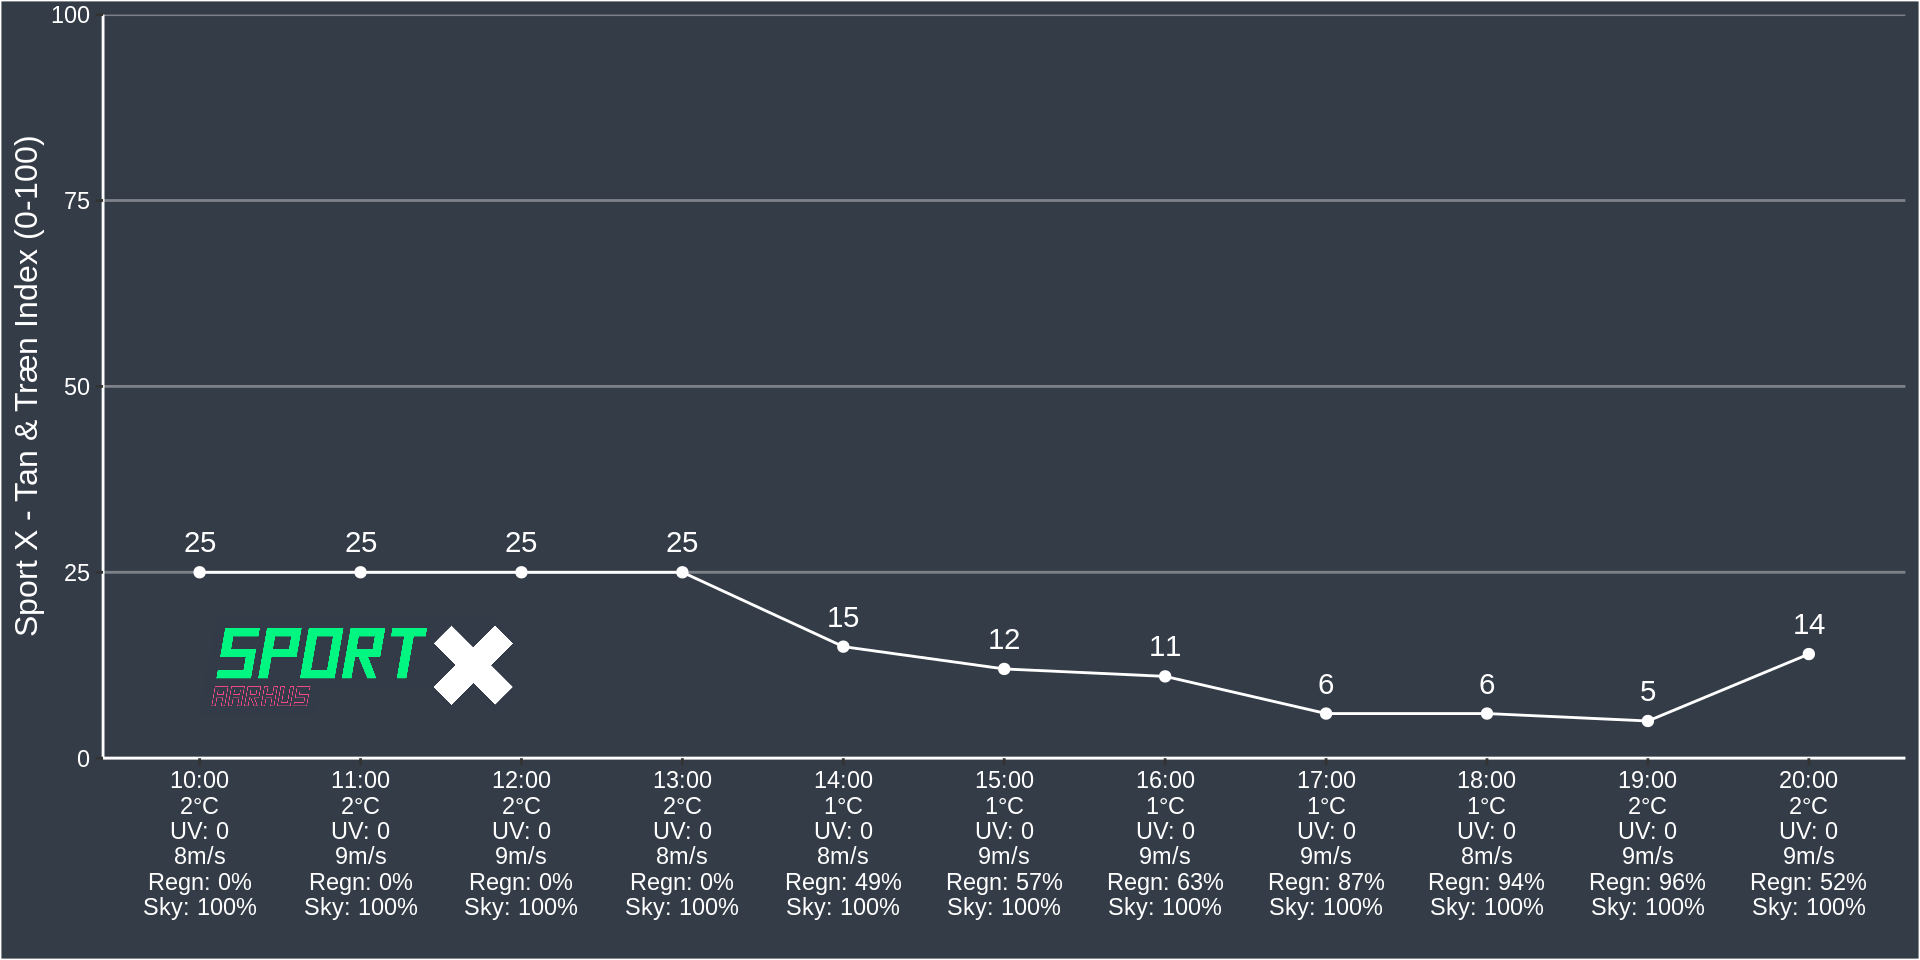 Sport X - Tan & Træn Index (0-100)
100
75
50
25
0
25 25 25 25 15 12 11 6 6 5 14
SPORT X
AARHUS
10:00 11:00 12:00 13:00 14:00 15:00 16:00 17:00 18:00 19:00 20:00
2°C 2°C 2°C 2°C 1°C 1°C 1°C 1°C 1°C 2°C 2°C
UV: 0 UV: 0 UV: 0 UV: 0 UV: 0 UV: 0 UV: 0 UV: 0 UV: 0 UV: 0 UV: 0
8m/s 9m/s 9m/s 8m/s 8m/s 9m/s 9m/s 9m/s 8m/s 9m/s 9m/s
Regn: 0% Regn: 0% Regn: 0% Regn: 0% Regn: 49% Regn: 57% Regn: 63% Regn: 87% Regn: 94% Regn: 96% Regn: 52%
Sky: 100% Sky: 100% Sky: 100% Sky: 100% Sky: 100% Sky: 100% Sky: 100% Sky: 100% Sky: 100% Sky: 100% Sky: 100%